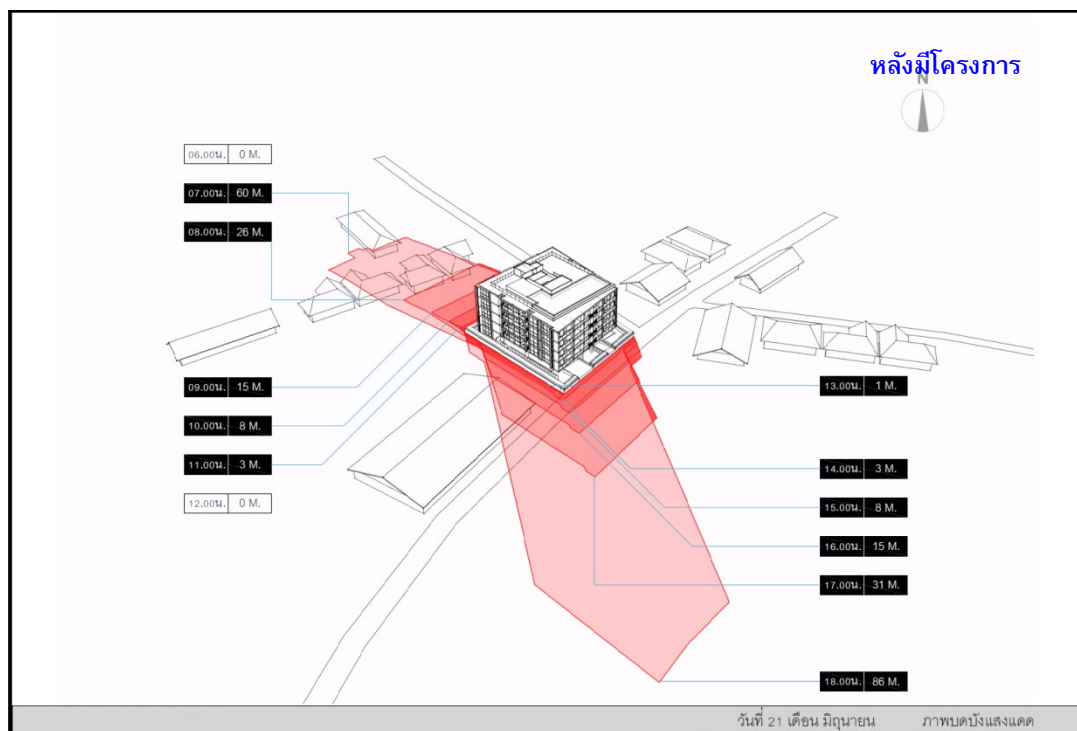 หลังมีโครงการ
N
06.00น. 0 M.
07.00น. 60 M.
08.00น. 26 M.
09.00น. 15 M.
10.00น. 8 M.
11.00น. 3 M.
12.00น. 0 M.
13.00น. 1 M.
14.00น. 3 M.
15.00น. 8 M.
16.00น. 15 M.
17.00น. 31 M.
18.00น. 86 M.
วันที่ 21 เดือน มิถุนายน ภาพบดบังแสงแดด